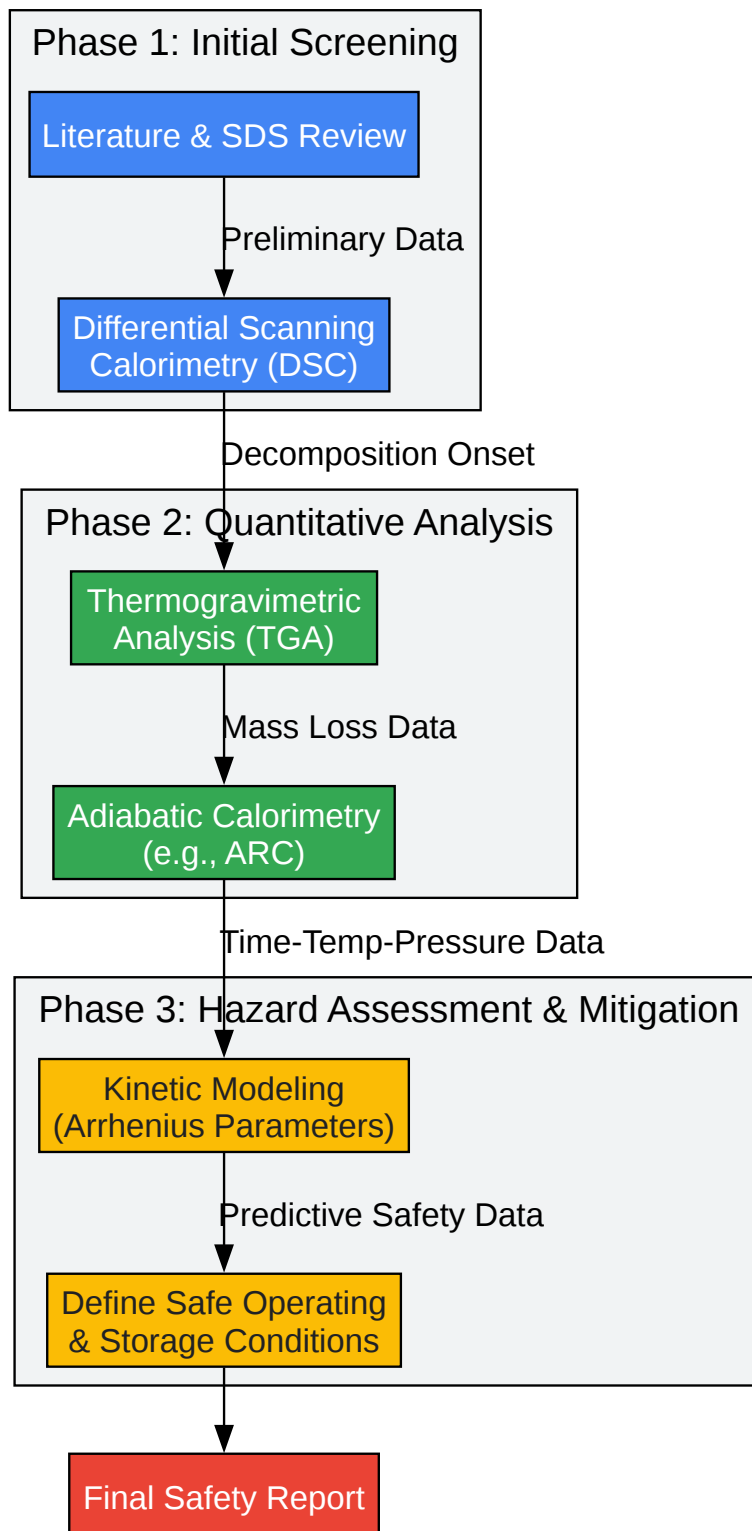 Phase 1: Initial Screening
Literature & SDS Review
Preliminary Data
Differential Scanning
Calorimetry (DSC)
Decomposition Onset
Phase 2: Quantitative Analysis
Thermogravimetric
Analysis (TGA)
Mass Loss Data
Adiabatic Calorimetry
(e.g., ARC)
Time-Temp-Pressure Data
Phase 3: Hazard Assessment & Mitigation
Kinetic Modeling
(Arrhenius Parameters)
Predictive Safety Data
Define Safe Operating
& Storage Conditions
Final Safety Report